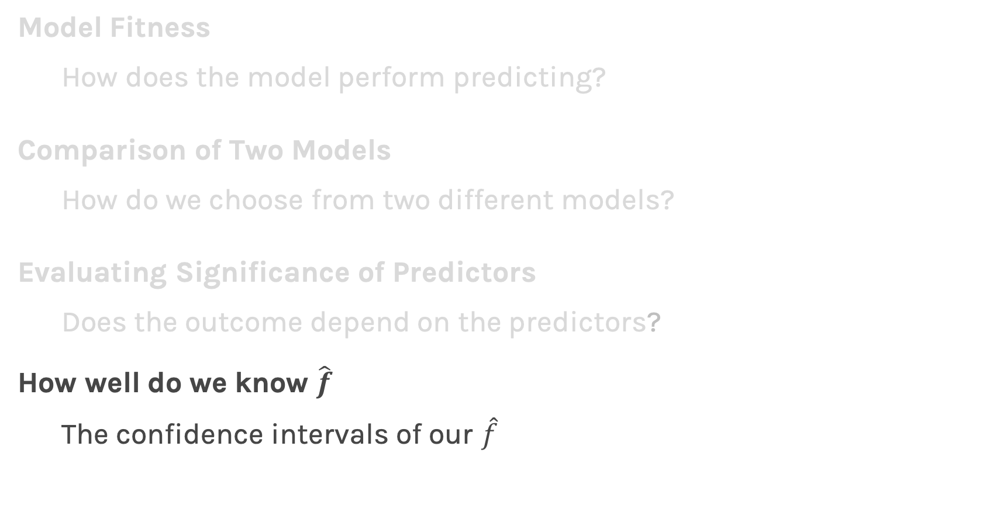 Model Fitness
How does the model perform predicting?
Comparison of Two Models
How do we choose from two different models?
Evaluating Significance of Predictors
Does the outcome depend on the predictors?
How well do we know f̂
The confidence intervals of our f̂